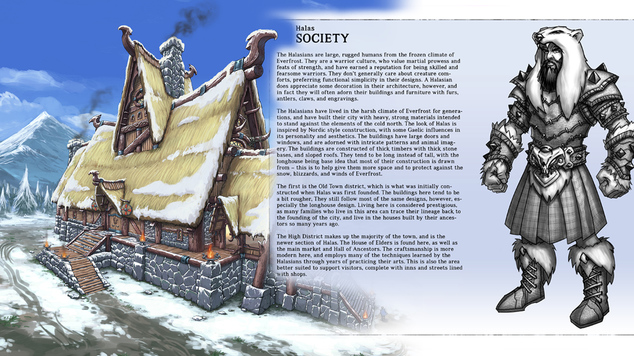 Halas
SOCIETY
The Halasians are large, rugged humans from the frozen climate of
Everfrost. They are a warrior culture, who value martial prowess and
feats of strength, and have earned a reputation for being skilled and
fearsome warriors. They don't generally care about creature com-
forts, preferring functional simplicity in their designs. A Halasian
does appreciate some decoration in their architecture, however, and
in fact they will often adorn their buildings and furniture with furs,
antlers, claws, and engravings.
The Halasians have lived in the harsh climate of Everfrost for genera-
tions, and have built their city with heavy, strong materials intended
to stand against the elements of the cold north. The look of Halas is
inspired by Nordic style construction, with some Gaelic influences in
its personality and aesthetics. The buildings have large doors and
windows, and are adorned with intricate patterns and animal imag-
ery. The buildings are constructed of thick timbers with thick stone
bases, and sloped roofs. They tend to be long instead of tall, with the
longhouse being idea that most of their construction is drawn
from - this is to help give them more space and to protect against the
snow, blizzards, and winds of Everfrost.
The first is the Old Town district, which is what was initially con-
structed when Halas was first founded. The buildings here tend to be
a bit rougher. They still follow most of the same designs, however, es-
pecially the longhouse design. Living here is considered prestigious,
as many families who live in this area can trace their lineage back to
the founding of the city, and live in the houses built by their ances-
tors so many years ago.
The High District makes up the majority of the town, and is the
newer section of Halas. The House of Elders is found here, as well as
the main market and Hall of Ancestors. The craftmanship is more
modern here, and employs many of the techniques learned by the
Halasians through years of practicing their arts. This is also the area
better suited to support visitors, complete with inns and streets lined
with shops.